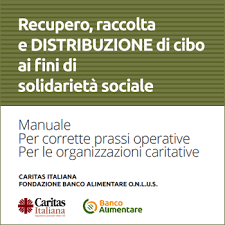 Recupero, raccolta
e DISTRIBUZIONE di cibo
ai fini di
solidarietà sociale
Manuale
Per corrette prassi operative
Per le organizzazioni caritative
CARITAS ITALIANA
FONDAZIONE BANCO ALIMENTARE O.N.L.U.S.
Caritas
Italiana
Banco
Alimentare